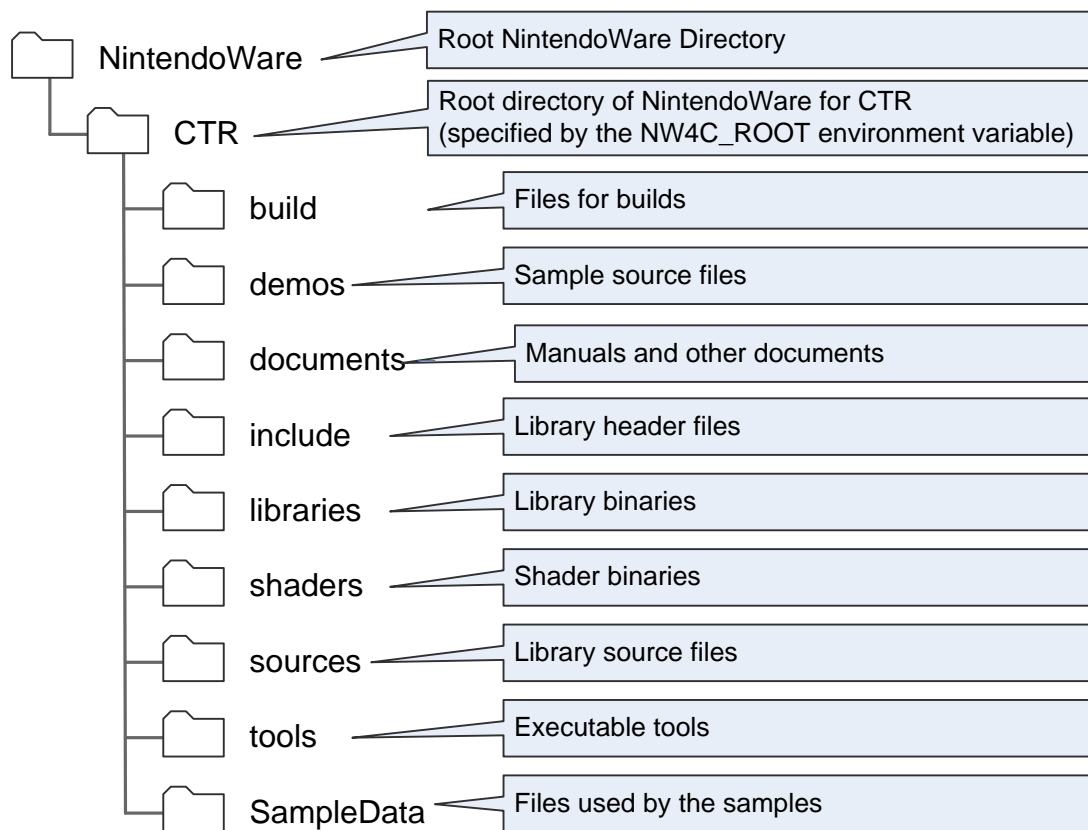 NintendoWare
Root NintendoWare Directory
CTR
Root directory of NintendoWare for CTR
(specified by the NW4C_ROOT environment variable)
build
Files for builds
demos
Sample source files
documents
Manuals and other documents
include
Library header files
libraries
Library binaries
shaders
Shader binaries
sources
Library source files
tools
Executable tools
SampleData
Files used by the samples